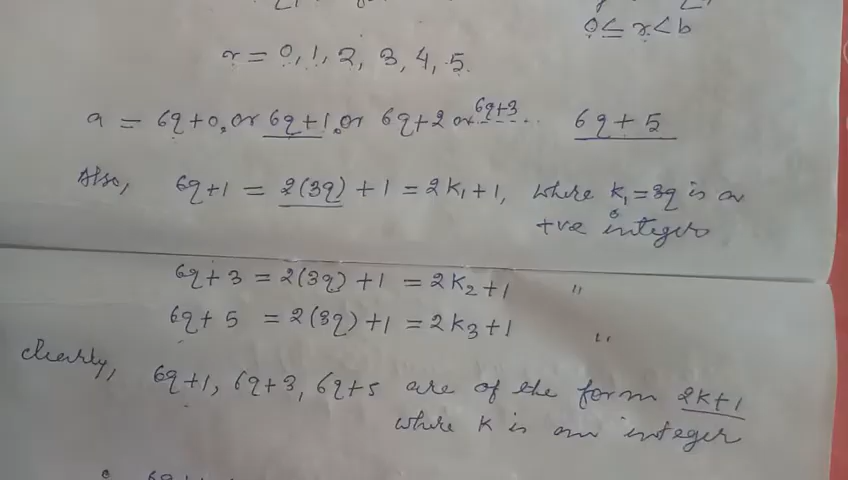 0 ≤ r < b
r = 0, 1, 2, 3, 4, 5.
a = 6q+0, or 6q+1, or 6q+2 or 6q+3 ---.. 6q+5
Also, 6q+1 = 2(3q)+1 = 2K₁+1, where K₁=3q is a
+ve integer
6q+3 = 2(3q)+1 = 2K₂+1 "
6q+5 = 2(3q)+1 = 2K₃+1 "
Clearly, 6q+1, 6q+3, 6q+5 are of the form 2K+1
where K is an integer